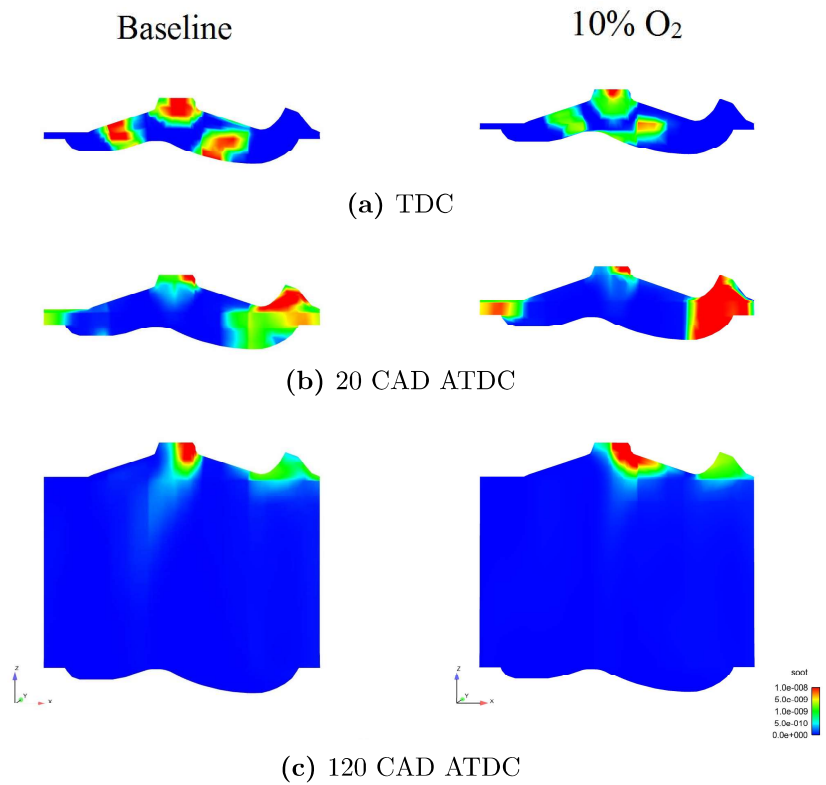 Baseline
10% O₂
(a) TDC
(b) 20 CAD ATDC
(c) 120 CAD ATDC
Z
Y
X
Z
Y
X
soot
1.0e-008
5.0e-009
1.0e-009
5.0e-010
0.0e+000